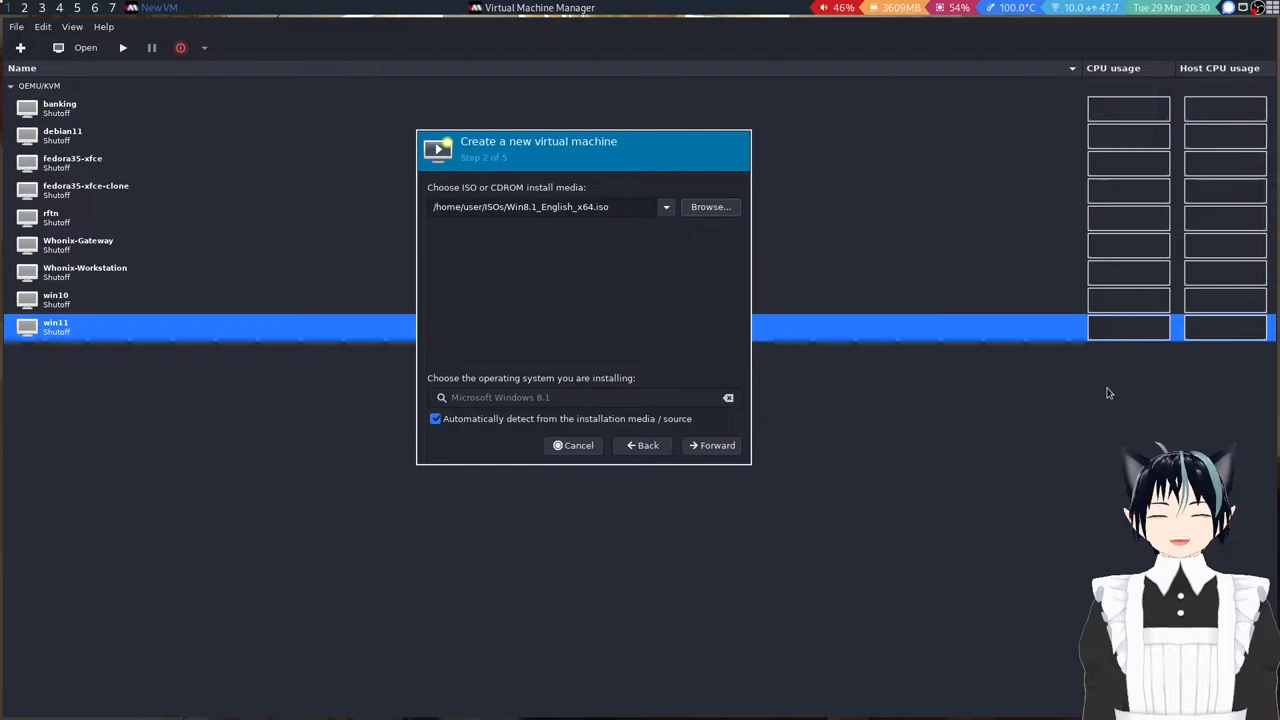 1 2 3 4 5 6 7 New VM Virtual Machine Manager 46% 3609MB 54% 100.0°C 10.0 ↓↑ 47.7 Tue 29 Mar 20:30
File Edit View Help
Open
Name CPU usage Host CPU usage
QEMU/KVM
banking
Shutoff
debian11
Shutoff
fedora35-xfce
Shutoff
fedora35-xfce-clone
Shutoff
rftn
Shutoff
Whonix-Gateway
Shutoff
Whonix-Workstation
Shutoff
win10
Shutoff
win11
Shutoff
Create a new virtual machine
Step 2 of 5
Choose ISO or CDROM install media:
/home/user/ISOs/Win8.1_English_x64.iso Browse...
Choose the operating system you are installing:
Microsoft Windows 8.1
Automatically detect from the installation media / source
Cancel Back Forward